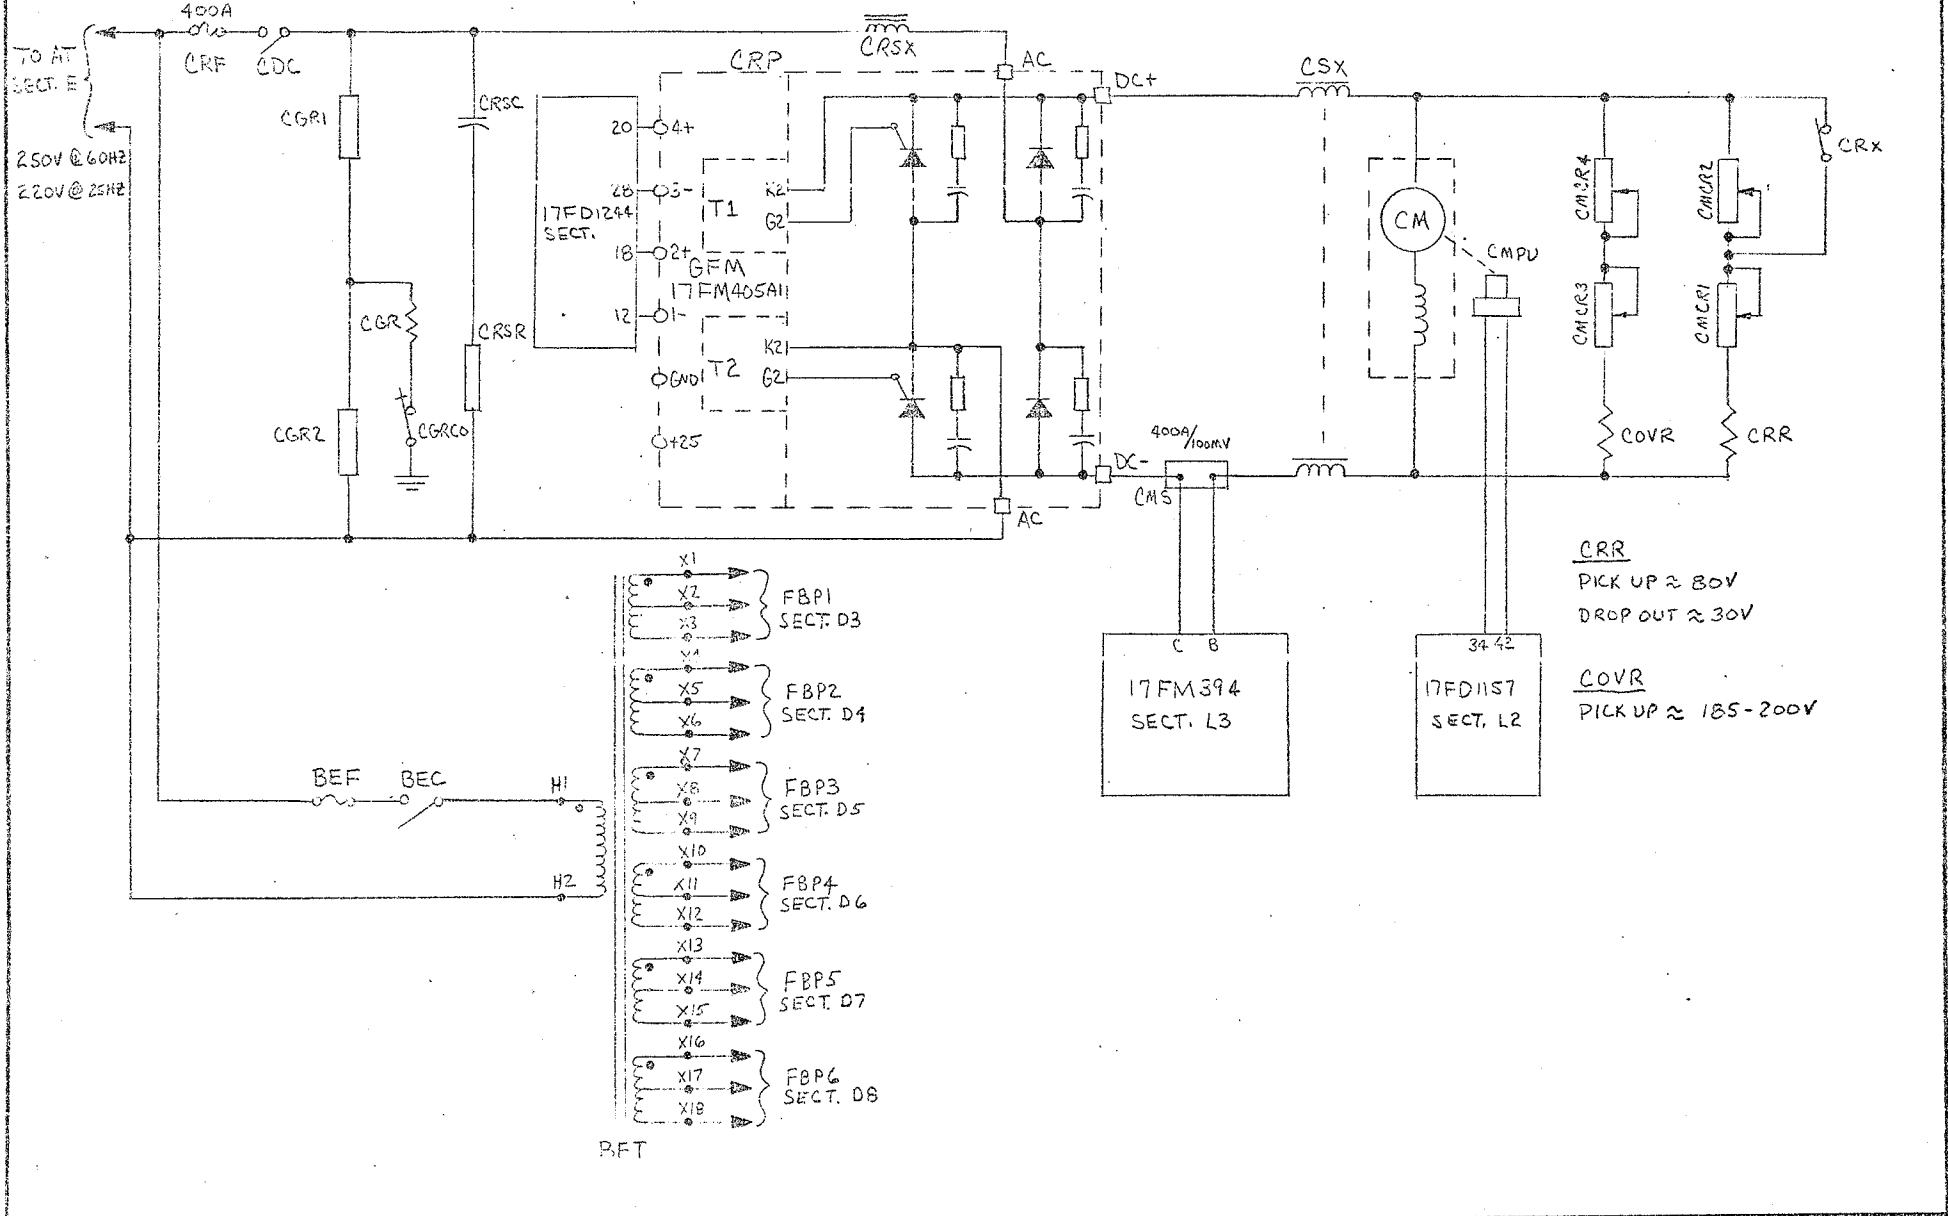 400A
CRF
CDC
TO AT
SECT. E
250V @ 60HZ
220V @ 25HZ
CGR1
CRSC
CGR
CRSR
CGR2
CGRCO
CRSX
CRP
AC
DC+
17FD1244
SECT.
20
28
18
12
4+
3-
2+
1-
GND
+25
T1
K2
G2
GFM
17FM405A11
T2
K2
G2
AC
DC-
400A/100MV
CMS
CSX
CM
CMPU
CMCR4
CMCR3
CMCR2
CMCR1
CRX
COVR
CRR
C B
17FM394
SECT. L3
34 42
17FD1157
SECT. L2
CRR
PICK UP ≈ 80V
DROP OUT ≈ 30V
COVR
PICK UP ≈ 185-200V
BEF
BEC
H1
H2
X1
X2
X3
FBP1
SECT. D3
X4
X5
X6
FBP2
SECT. D4
X7
X8
X9
FBP3
SECT. D5
X10
X11
X12
FBP4
SECT. D6
X13
X14
X15
FBP5
SECT. D7
X16
X17
X18
FBP6
SECT. D8
BFT